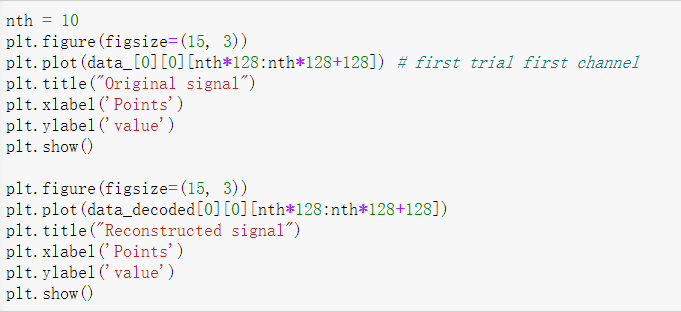 nth = 10
plt.figure(figsize=(15, 3))
plt.plot(data_[0][0][nth*128:nth*128+128]) # first trial first channel
plt.title("Original signal")
plt.xlabel('Points')
plt.ylabel('value')
plt.show()
plt.figure(figsize=(15, 3))
plt.plot(data_decoded[0][0][nth*128:nth*128+128])
plt.title("Reconstructed signal")
plt.xlabel('Points')
plt.ylabel('value')
plt.show()